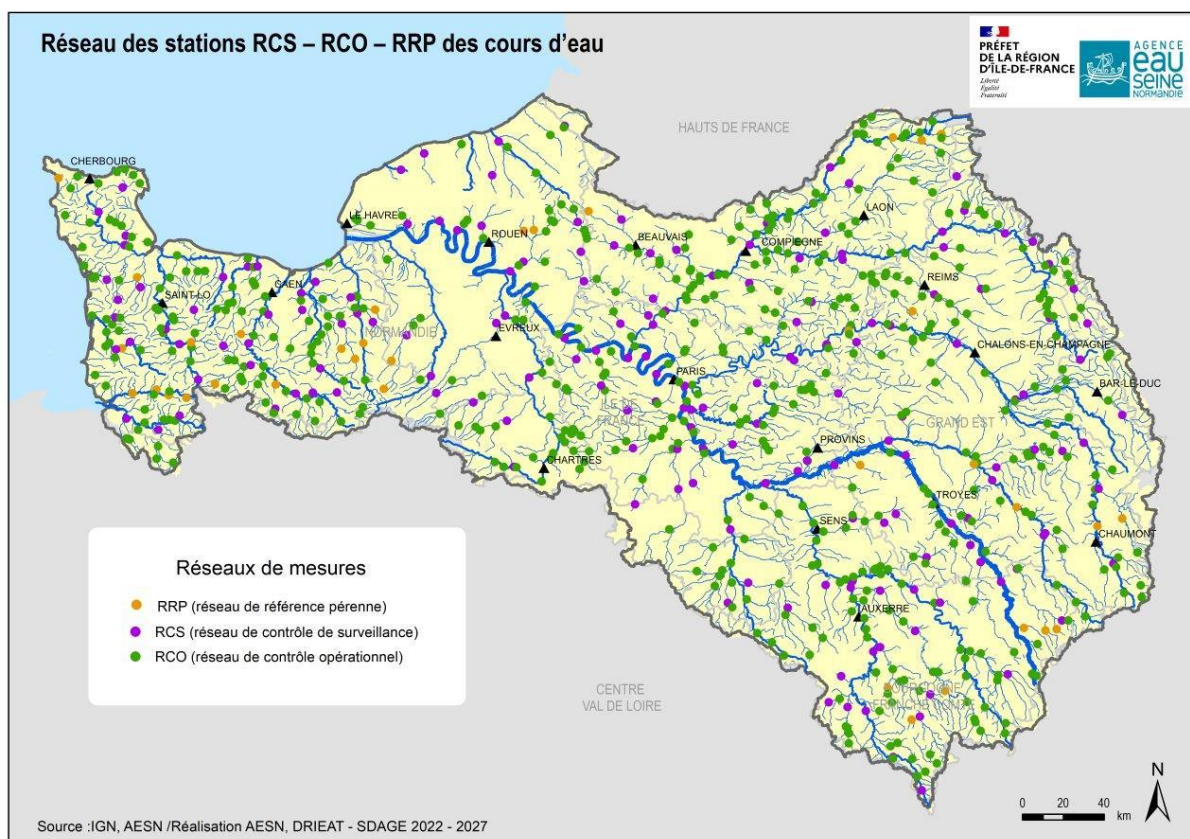 Réseau des stations RCS – RCO – RRP des cours d'eau
PRÉFET
DE LA RÉGION
D'ÎLE-DE-FRANCE
Liberté
Égalité
Fraternité
AGENCE
eau
SEINE
NORMANDIE
HAUTS DE FRANCE
CHERBOURG
LE HAVRE
ROUEN
BEAUVAIS
COMPIEGNE
LAON
REIMS
SAINT-LO
CAEN
NORMANDIE
EVREUX
CHALONS-EN-CHAMPAGNE
PARIS
BAR-LE-DUC
ILE DE
FRANCE
GRAND EST
PROVINS
CHARTRES
TROYES
SENS
CHAUMONT
AUXERRE
BOURGOGNE
FRANCHE COMTE
CENTRE
VAL DE LOIRE
Réseaux de mesures
RRP (réseau de référence pérenne)
RCS (réseau de contrôle de surveillance)
RCO (réseau de contrôle opérationnel)
N
0 20 40
km
Source :IGN, AESN /Réalisation AESN, DRIEAT - SDAGE 2022 - 2027